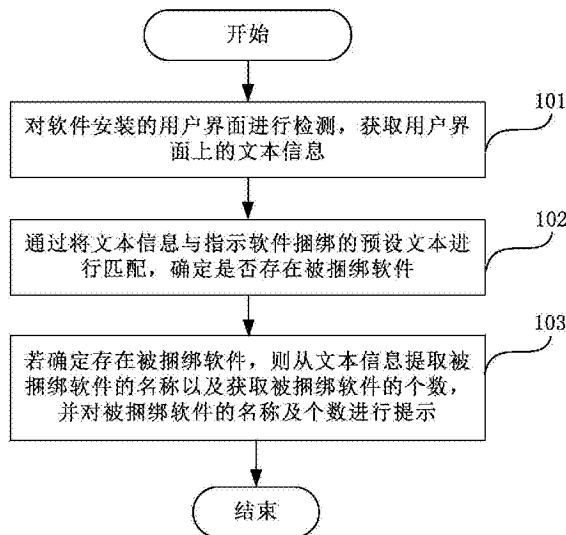 开始
101
对软件安装的用户界面进行检测，获取用户界
面上的文本信息
102
通过将文本信息与指示软件捆绑的预设文本进
行匹配，确定是否存在被捆绑软件
103
若确定存在被捆绑软件，则从文本信息提取被
捆绑软件的名称以及获取被捆绑软件的个数，
并对被捆绑软件的名称及个数进行提示
结束